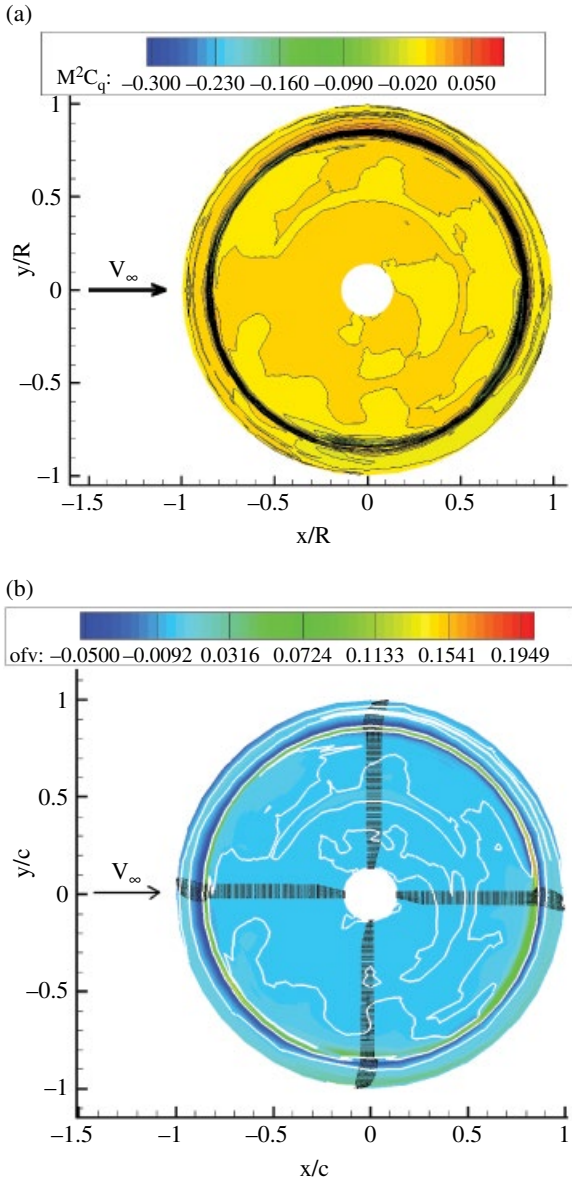 (a)
M²C_q: −0.300 −0.230 −0.160 −0.090 −0.020 0.050
1
0.5
y/R
V∞
0
−0.5
−1
−1.5 −1 −0.5 0 0.5 1
x/R
(b)
ofv: −0.0500 −0.0092 0.0316 0.0724 0.1133 0.1541 0.1949
1
0.5
y/c
V∞
0
−0.5
−1
−1.5 −1 −0.5 0 0.5 1
x/c